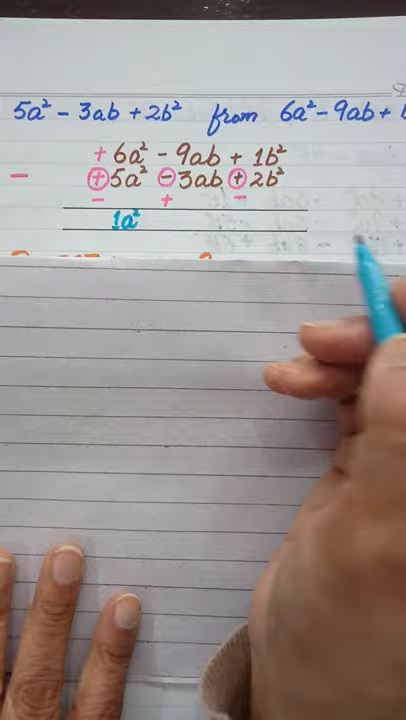 5a² − 3ab + 2b² from 6a² − 9ab + b
+ 6a² − 9ab + 1b²
− + 5a² − 3ab + 2b²
− + −
1a²